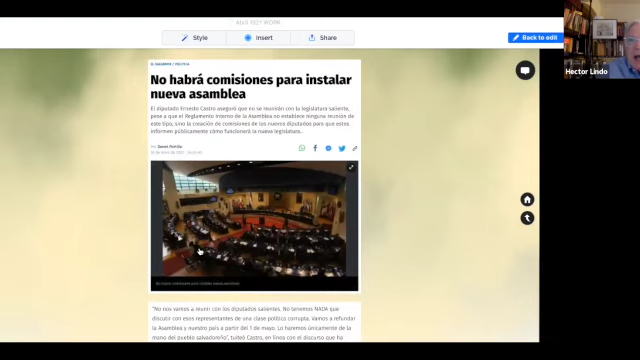 Style
Insert
Share
Back to edit
Hector Lindo
EL SALVADOR / POLÍTICA
No habrá comisiones para instalar
nueva asamblea
El diputado Ernesto Castro aseguró que no se reunirán con la legislatura saliente,
pese a que el Reglamento Interno de la Asamblea no establece ninguna reunión de
este tipo, sino la creación de comisiones de los nuevos diputados para que estos
informen públicamente cómo funcionará la nueva legislatura.
"No nos vamos a reunir con los diputados salientes. No tenemos NADA que
discutir con esos representantes de una clase política corrupta. Vamos a refundar
la Asamblea y nuestro país a partir del 1 de mayo. Lo haremos únicamente de la
mano del pueblo salvadoreño", tuiteó Castro, en línea con el discurso que ha